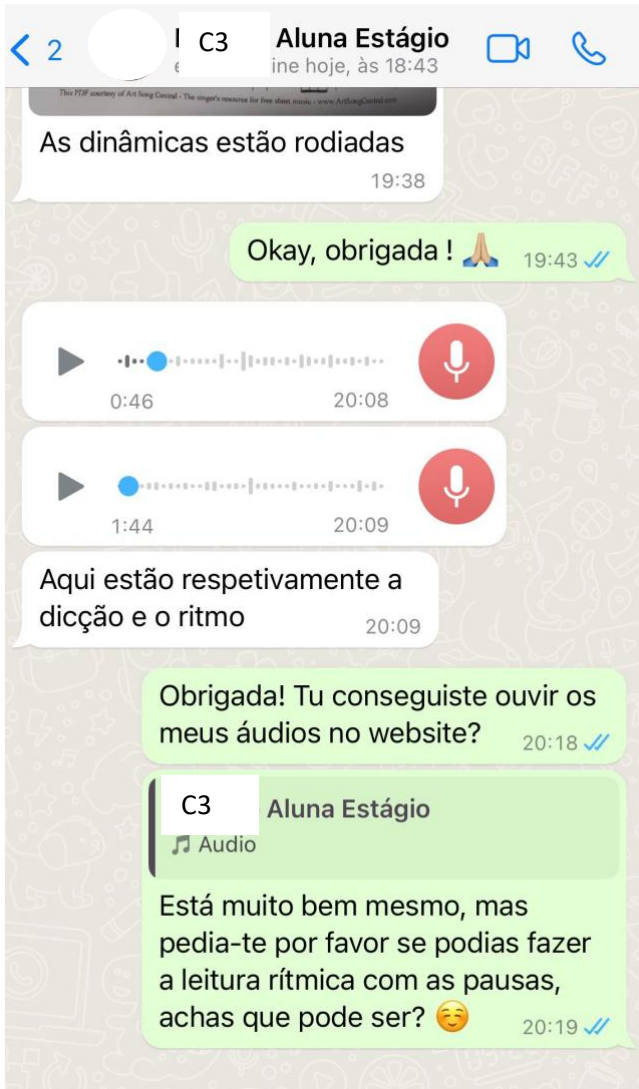 2
C3
Aluna Estágio
ine hoje, às 18:43
This PDF courtesy of Art Song Central - The singer's resource for free sheet music - www.ArtSongCentral.com
As dinâmicas estão rodiadas
19:38
Okay, obrigada ! 🙏🏼
19:43
0:46
20:08
1:44
20:09
Aqui estão respetivamente a
dicção e o ritmo
20:09
Obrigada! Tu conseguiste ouvir os
meus áudios no website?
20:18
C3
Aluna Estágio
Audio
Está muito bem mesmo, mas
pedia-te por favor se podias fazer
a leitura rítmica com as pausas,
achas que pode ser? ☺️
20:19